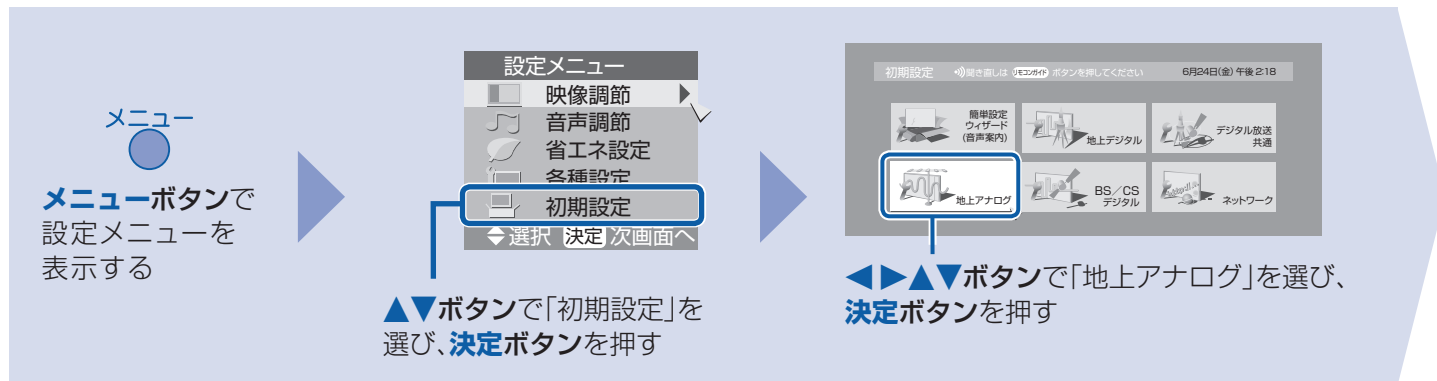 メニュー
メニューボタンで
設定メニューを
表示する
設定メニュー
映像調節
音声調節
省エネ設定
各種設定
初期設定
選択 決定 次画面へ
▲▼ボタンで「初期設定」を
選び、決定ボタンを押す
初期設定 聞き直しは リモコンガイド ボタンを押してください 6月24日(金) 午後 2:18
簡単設定
ウィザード
(音声案内)
地上デジタル
デジタル放送
共通
地上アナログ
BS/CS
デジタル
ネットワーク
◀▶▲▼ボタンで「地上アナログ」を選び、
決定ボタンを押す